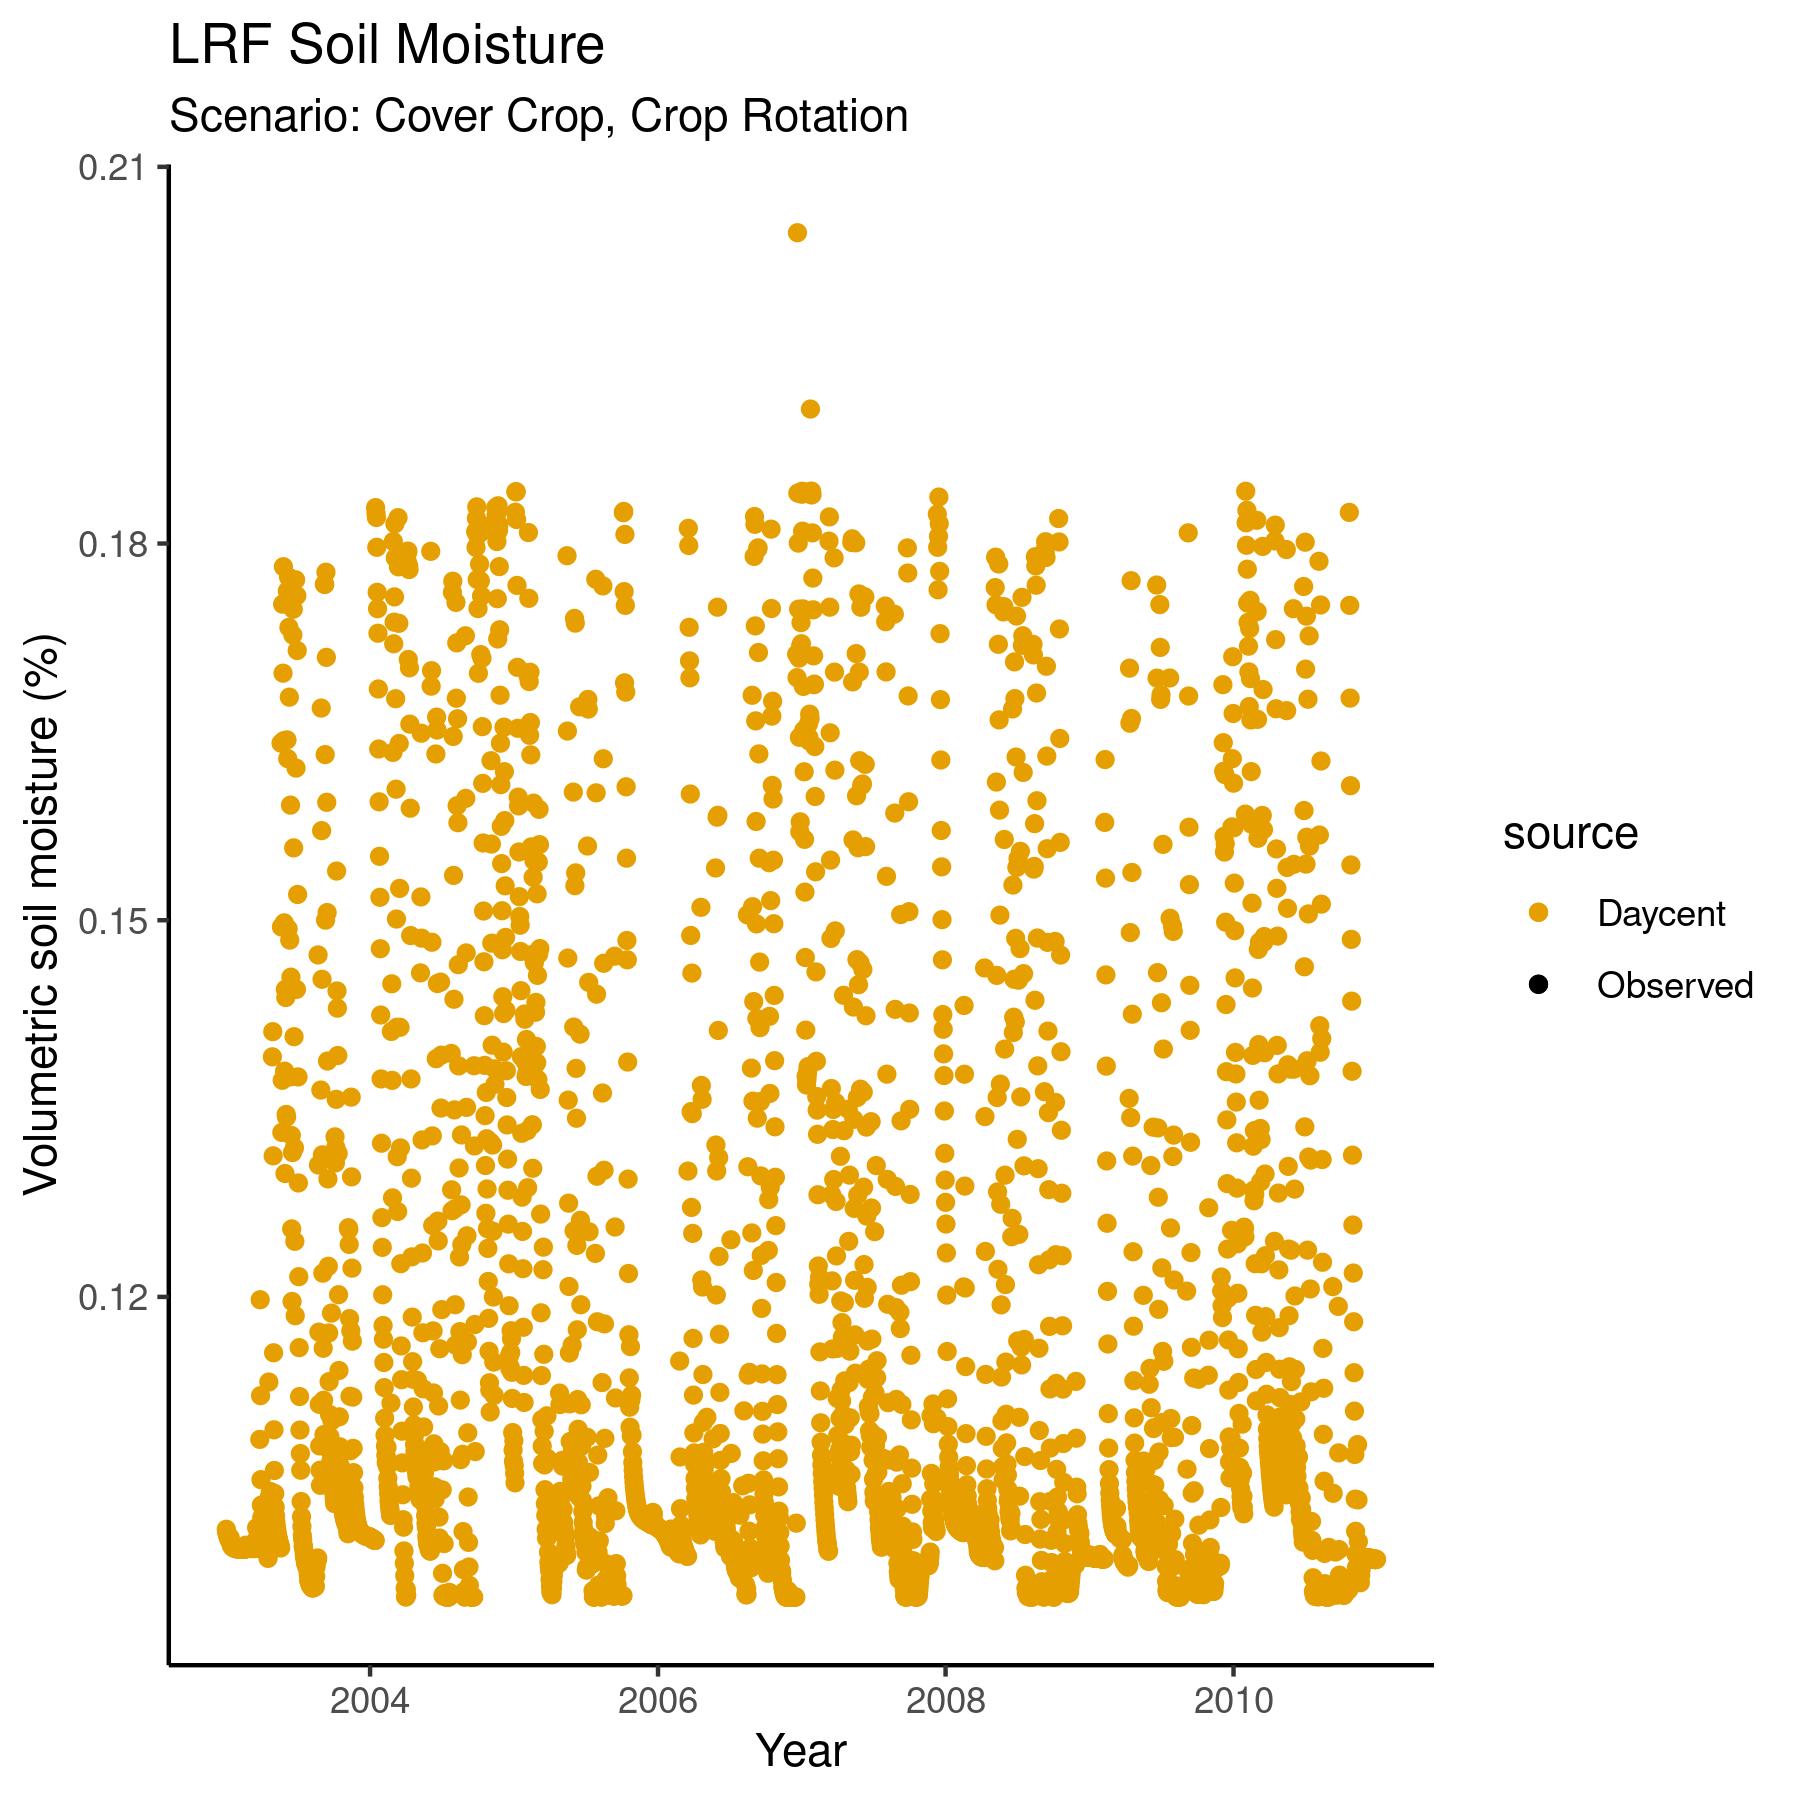 LRF Soil Moisture
Scenario: Cover Crop, Crop Rotation
Volumetric soil moisture (%)
0.21
0.18
0.15
0.12
2004 2006 2008 2010
Year
source
Daycent
Observed